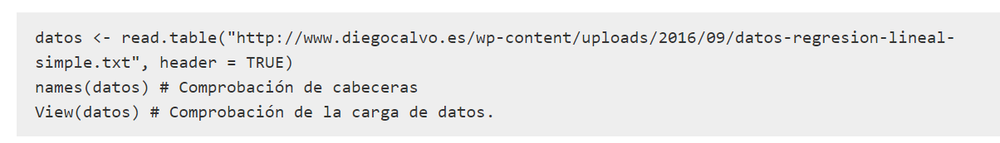 datos <- read.table("http://www.diegocalvo.es/wp-content/uploads/2016/09/datos-regresion-lineal-
simple.txt", header = TRUE)
names(datos) # Comprobación de cabeceras
View(datos) # Comprobación de la carga de datos.